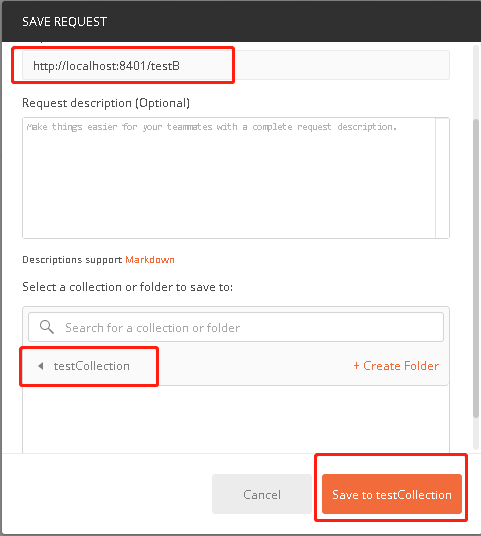 SAVE REQUEST
http://localhost:8401/testB
Request description (Optional)
Make things easier for your teammates with a complete request description.
Descriptions support Markdown
Select a collection or folder to save to:
Search for a collection or folder
testCollection
+ Create Folder
Cancel
Save to testCollection